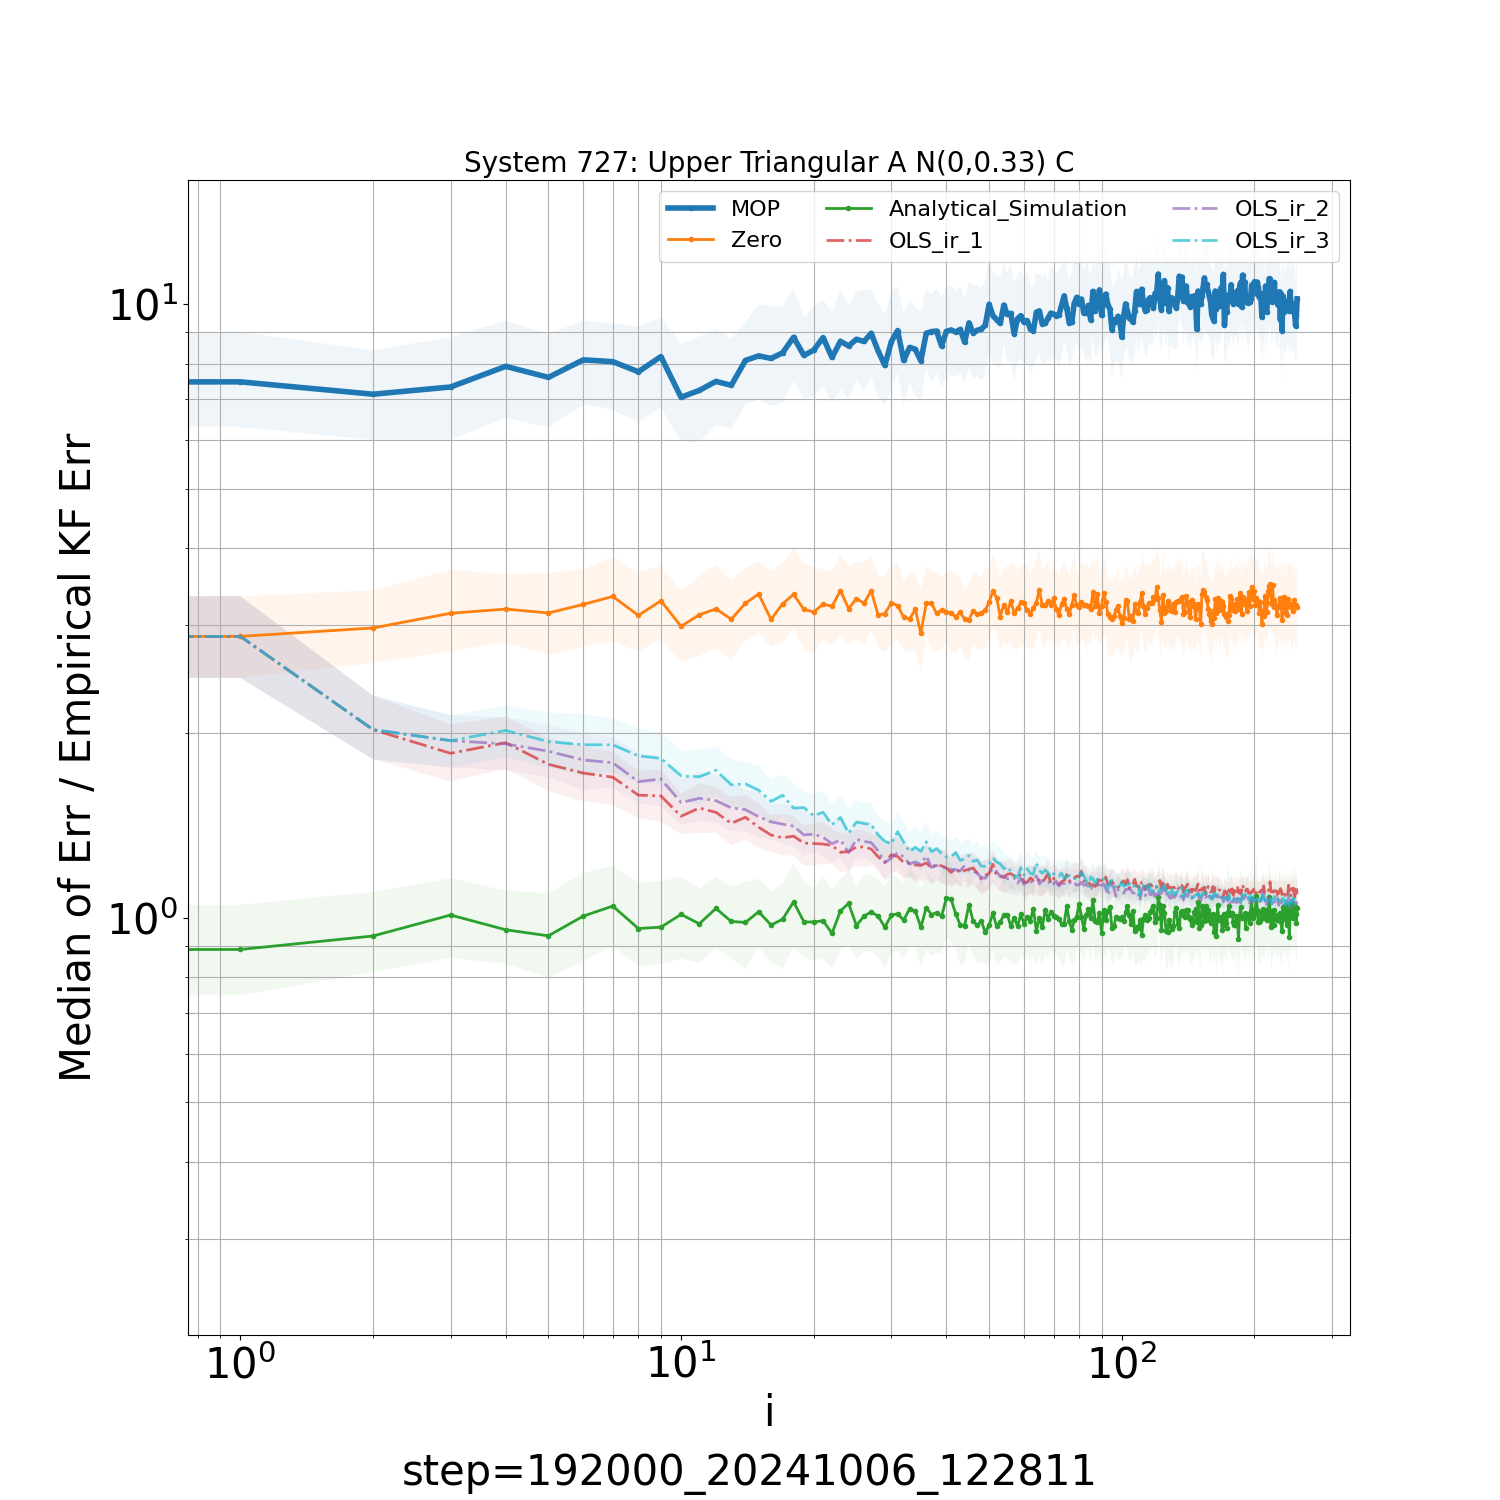 System 727: Upper Triangular A N(0,0.33) C
MOP
Zero
Analytical_Simulation
OLS_ir_1
OLS_ir_2
OLS_ir_3
Median of Err / Empirical KF Err
10¹
10⁰
10⁰ 10¹ 10²
i
step=192000_20241006_122811